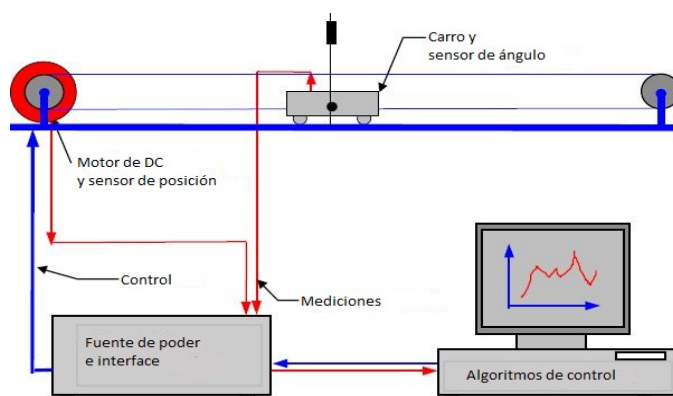 Carro y
sensor de ángulo
Motor de DC
y sensor de posición
Control
Mediciones
Fuente de poder
e interface
Algoritmos de control